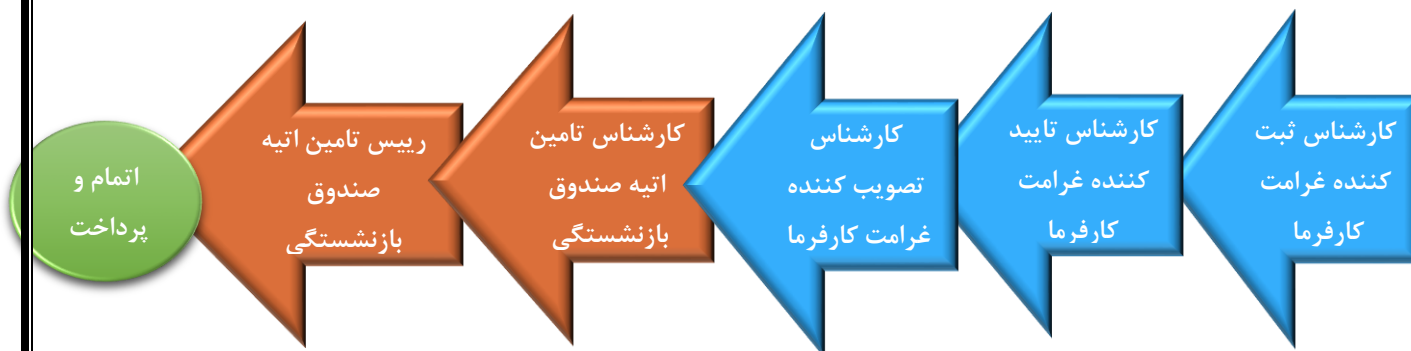 کارشناس ثبت
کننده غرامت
کارفرما
کارشناس تایید
کننده غرامت
کارفرما
کارشناس
تصویب کننده
غرامت کارفرما
کارشناس تامین
اتیه صندوق
بازنشستگی
رییس تامین اتیه
صندوق
بازنشستگی
اتمام و
پرداخت